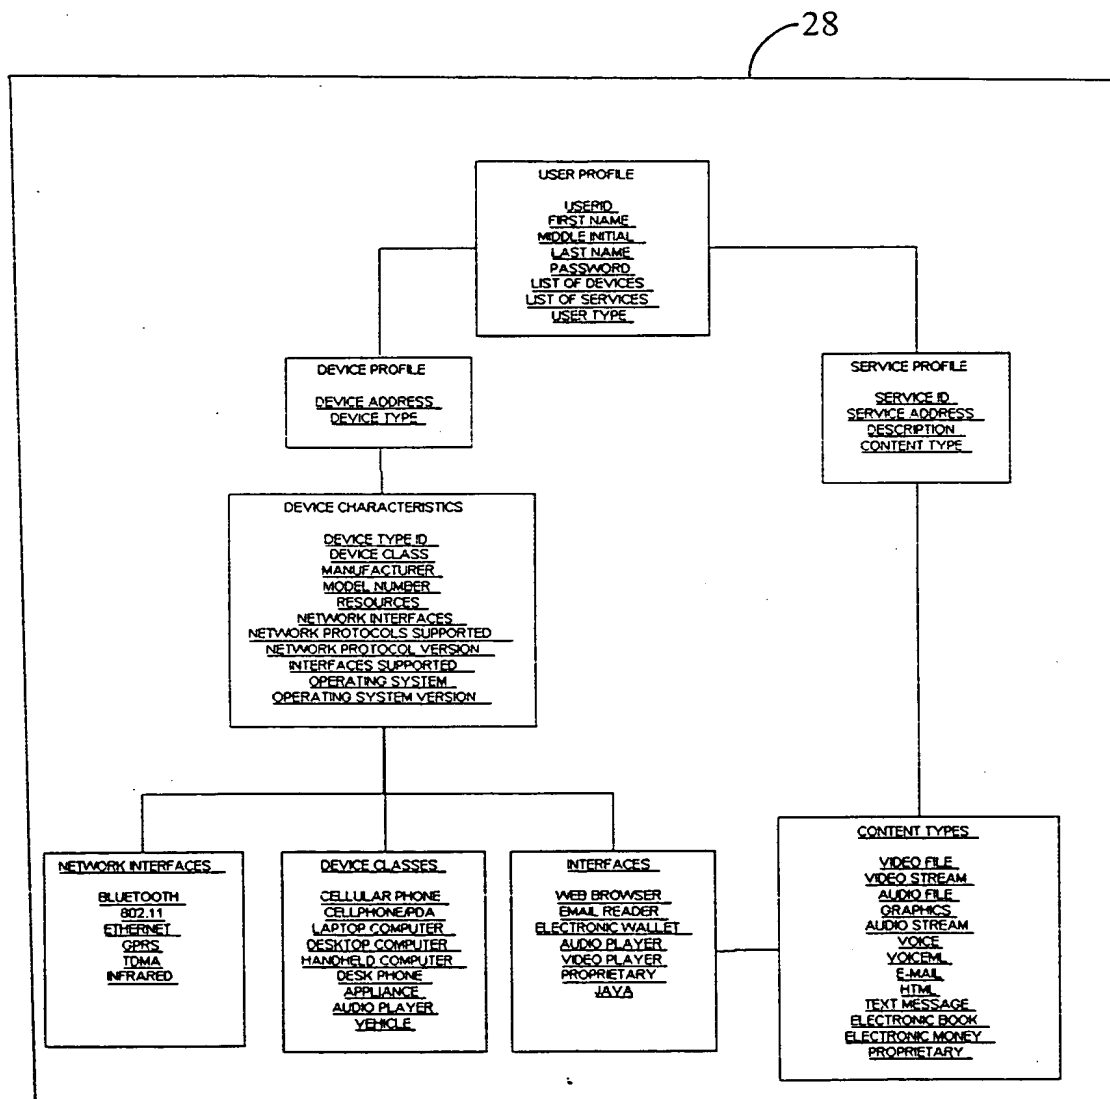 28
USER PROFILE
USERID
FIRST NAME
MIDDLE INITIAL
LAST NAME
PASSWORD
LIST OF DEVICES
LIST OF SERVICES
USER TYPE
DEVICE PROFILE
DEVICE ADDRESS
DEVICE TYPE
SERVICE PROFILE
SERVICE ID
SERVICE ADDRESS
DESCRIPTION
CONTENT TYPE
DEVICE CHARACTERISTICS
DEVICE TYPE ID
DEVICE CLASS
MANUFACTURER
MODEL NUMBER
RESOURCES
NETWORK INTERFACES
NETWORK PROTOCOLS SUPPORTED
NETWORK PROTOCOL VERSION
INTERFACES SUPPORTED
OPERATING SYSTEM
OPERATING SYSTEM VERSION
NETWORK INTERFACES
BLUETOOTH
802.11
ETHERNET
GPRS
TDMA
INFRARED
DEVICE CLASSES
CELLULAR PHONE
CELLPHONE/PDA
LAPTOP COMPUTER
DESKTOP COMPUTER
HANDHELD COMPUTER
DESK PHONE
APPLIANCE
AUDIO PLAYER
VEHICLE
INTERFACES
WEB BROWSER
EMAIL READER
ELECTRONIC WALLET
AUDIO PLAYER
VIDEO PLAYER
PROPRIETARY
JAVA
CONTENT TYPES
VIDEO FILE
VIDEO STREAM
AUDIO FILE
GRAPHICS
AUDIO STREAM
VOICE
VOICEML
E-MAIL
HTML
TEXT MESSAGE
ELECTRONIC BOOK
ELECTRONIC MONEY
PROPRIETARY